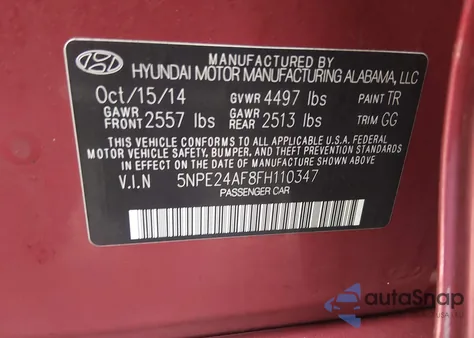 MANUFACTURED BY
HYUNDAI MOTOR MANUFACTURING ALABAMA, LLC
Oct/15/14 GVWR 4497 lbs PAINT TR
GAWR FRONT 2557 lbs GAWR REAR 2513 lbs TRIM GG
THIS VEHICLE CONFORMS TO ALL APPLICABLE U.S.A. FEDERAL
MOTOR VEHICLE SAFETY, BUMPER, AND THEFT PREVENTION
STANDARDS IN EFFECT ON THE DATE OF MANUFACTURE SHOWN ABOVE.
V.I.N 5NPE24AF8FH110347
PASSENGER CAR
autoSnap